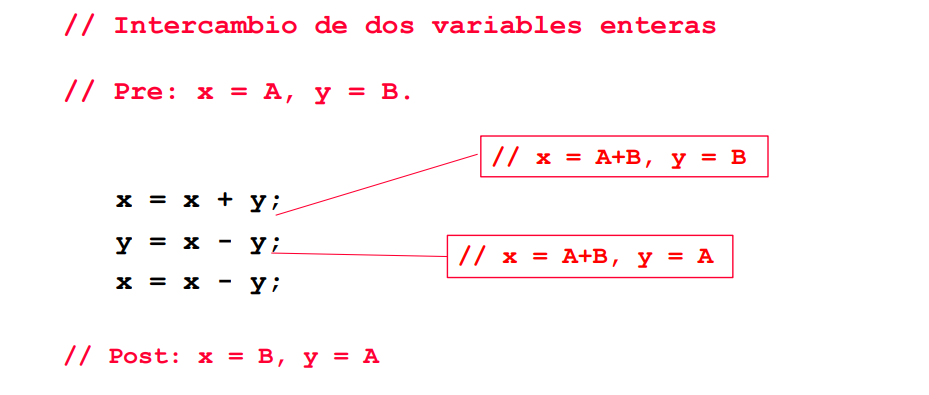 // Intercambio de dos variables enteras
// Pre: x = A, y = B.
// x = A+B, y = B
x = x + y;
y = x - y;
// x = A+B, y = A
x = x - y;
// Post: x = B, y = A